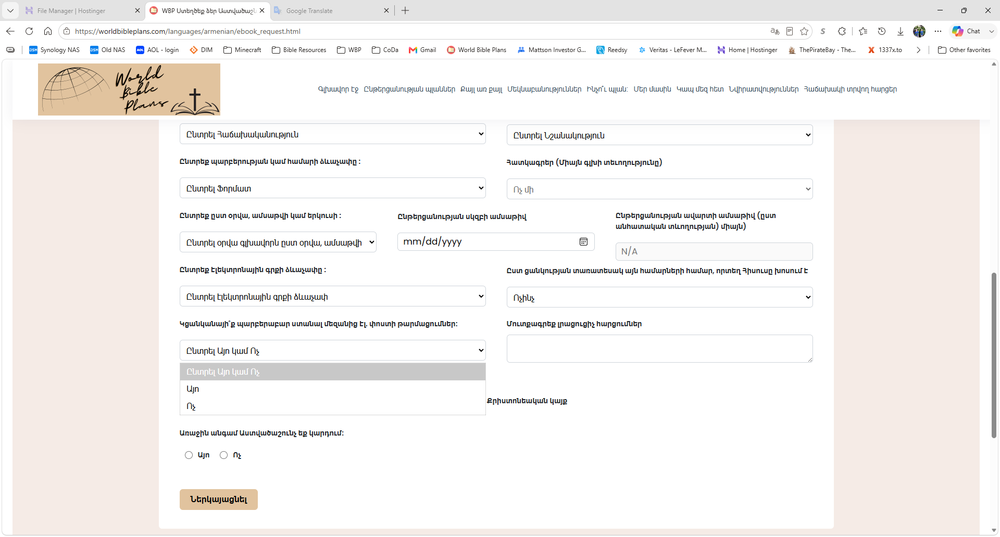 File Manager | Hostinger
WBP Ստեղծեք ձեր Աստվածաշն
Google Translate
https://worldbibleplans.com/languages/armenian/ebook_request.html
Chat
Synology NAS
Old NAS
AOL - login
DIM
Minecraft
Bible Resources
WBP
CoDa
Gmail
World Bible Plans
Mattson Investor G...
Reedsy
Veritas - LeFever M...
Home | Hostinger
ThePirateBay - The...
1337x.to
Other favorites
World
Bible
Plans
Գլխավոր էջ Ընթերցանության պլաններ Քայլ առ քայլ Մեկնաբանություններ Ինչո՞ւ պլան։ Մեր մասին Կապ մեզ հետ Նվիրատվություններ Հաճախակի տրվող հարցեր
Ընտրել Հաճախականություն
Ընտրել Նշանակություն
Ընտրեք պարբերության կամ համարի ձևաչափը :
Հատկագրեր (Միայն գլխի տեւողությունը)
Ընտրել Ֆորմատ
Ոչ մի
Ընտրեք ըստ օրվա, ամսաթվի կամ երկուսի :
Ընթերցանության սկզբի ամսաթիվ
Ընթերցանության ավարտի ամսաթիվ (ըստ
անհատական տևողության) միայն)
Ընտրել օրվա գլխավորն ըստ օրվա, ամսաթվի
mm/dd/yyyy
N/A
Ընտրեք Էլեկտրոնային գրքի ձևաչափը :
Ըստ ցանկության տառատեսակ այն համարների համար, որտեղ Հիսուսը խոսում է
Ընտրել էլեկտրոնային գրքի ձևաչափ
Ոչինչ
Կցանկանայի՞ք պարբերաբար ստանալ մեզանից էլ. փոստի թարմացումներ։
Մուտքագրեք լրացուցիչ հարցումներ
Ընտրել Այո կամ Ոչ
Ընտրել Այո կամ Ոչ
Այո
Ոչ
Քրիստոնեական կայք
Առաջին անգամ Աստվածաշունչ եք կարդում։
Այո
Ոչ
Ներկայացնել